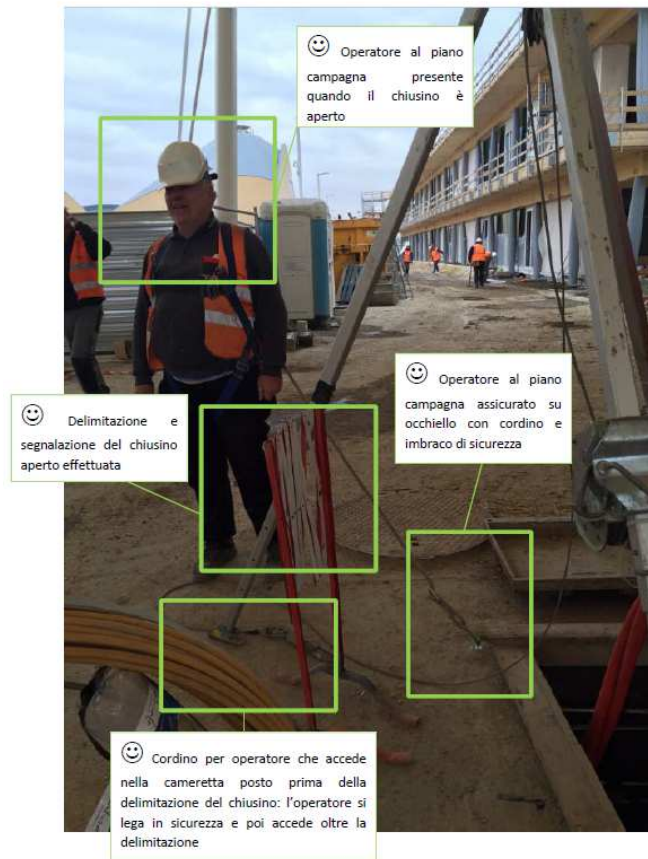 ☺ Operatore al piano
campagna presente
quando il chiusino è
aperto
☺ Operatore al piano
campagna assicurato su
occhiello con cordino e
imbraco di sicurezza
☺ Delimitazione e
segnalazione del chiusino
aperto effettuata
☺ Cordino per operatore che accede
nella cameretta posto prima della
delimitazione del chiusino: l'operatore si
lega in sicurezza e poi accede oltre la
delimitazione